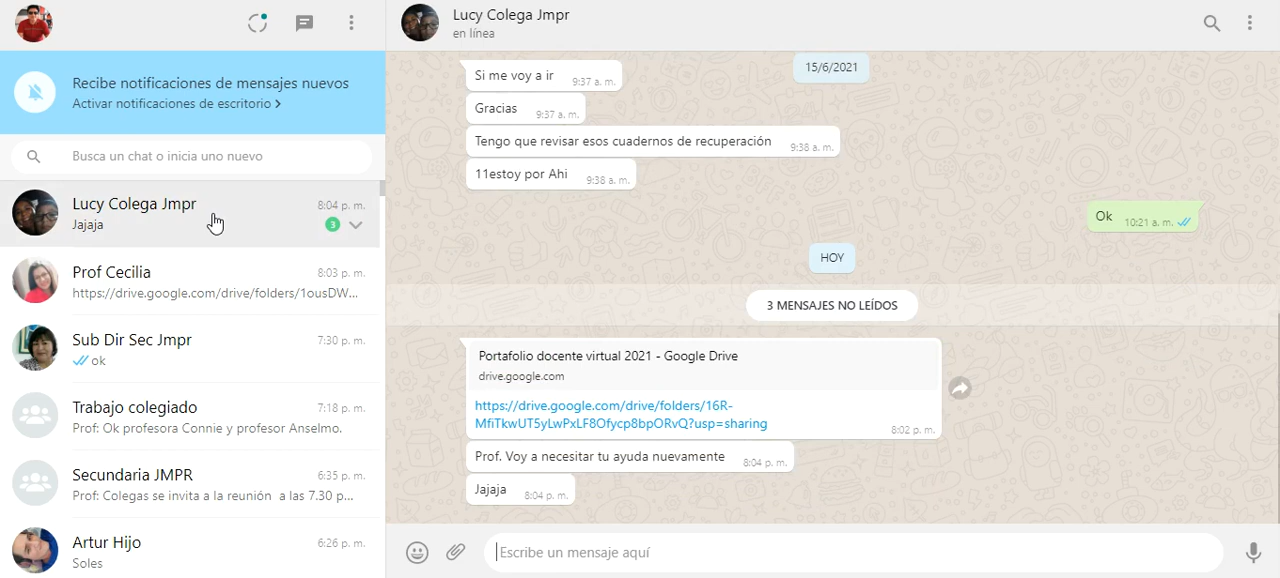 Recibe notificaciones de mensajes nuevos
Activar notificaciones de escritorio >
Busca un chat o inicia uno nuevo
Lucy Colega Jmpr
8:04 p. m.
Jajaja
3
Prof Cecilia
8:03 p. m.
https://drive.google.com/drive/folders/1ousDW...
Sub Dir Sec Jmpr
7:30 p. m.
ok
Trabajo colegiado
7:18 p. m.
Prof: Ok profesora Connie y profesor Anselmo.
Secundaria JMPR
6:35 p. m.
Prof: Colegas se invita a la reunión a las 7.30 p...
Artur Hijo
6:26 p. m.
Soles
Lucy Colega Jmpr
en línea
15/6/2021
Si me voy a ir 9:37 a. m.
Gracias 9:37 a. m.
Tengo que revisar esos cuadernos de recuperación 9:38 a. m.
11estoy por Ahi 9:38 a. m.
Ok 10:21 a. m.
HOY
3 MENSAJES NO LEÍDOS
Portafolio docente virtual 2021 - Google Drive
drive.google.com
https://drive.google.com/drive/folders/16R-
MfiTkwUT5yLwPxLF8Ofycp8bpORvQ?usp=sharing
8:02 p. m.
Prof. Voy a necesitar tu ayuda nuevamente 8:04 p. m.
Jajaja 8:04 p. m.
Escribe un mensaje aquí